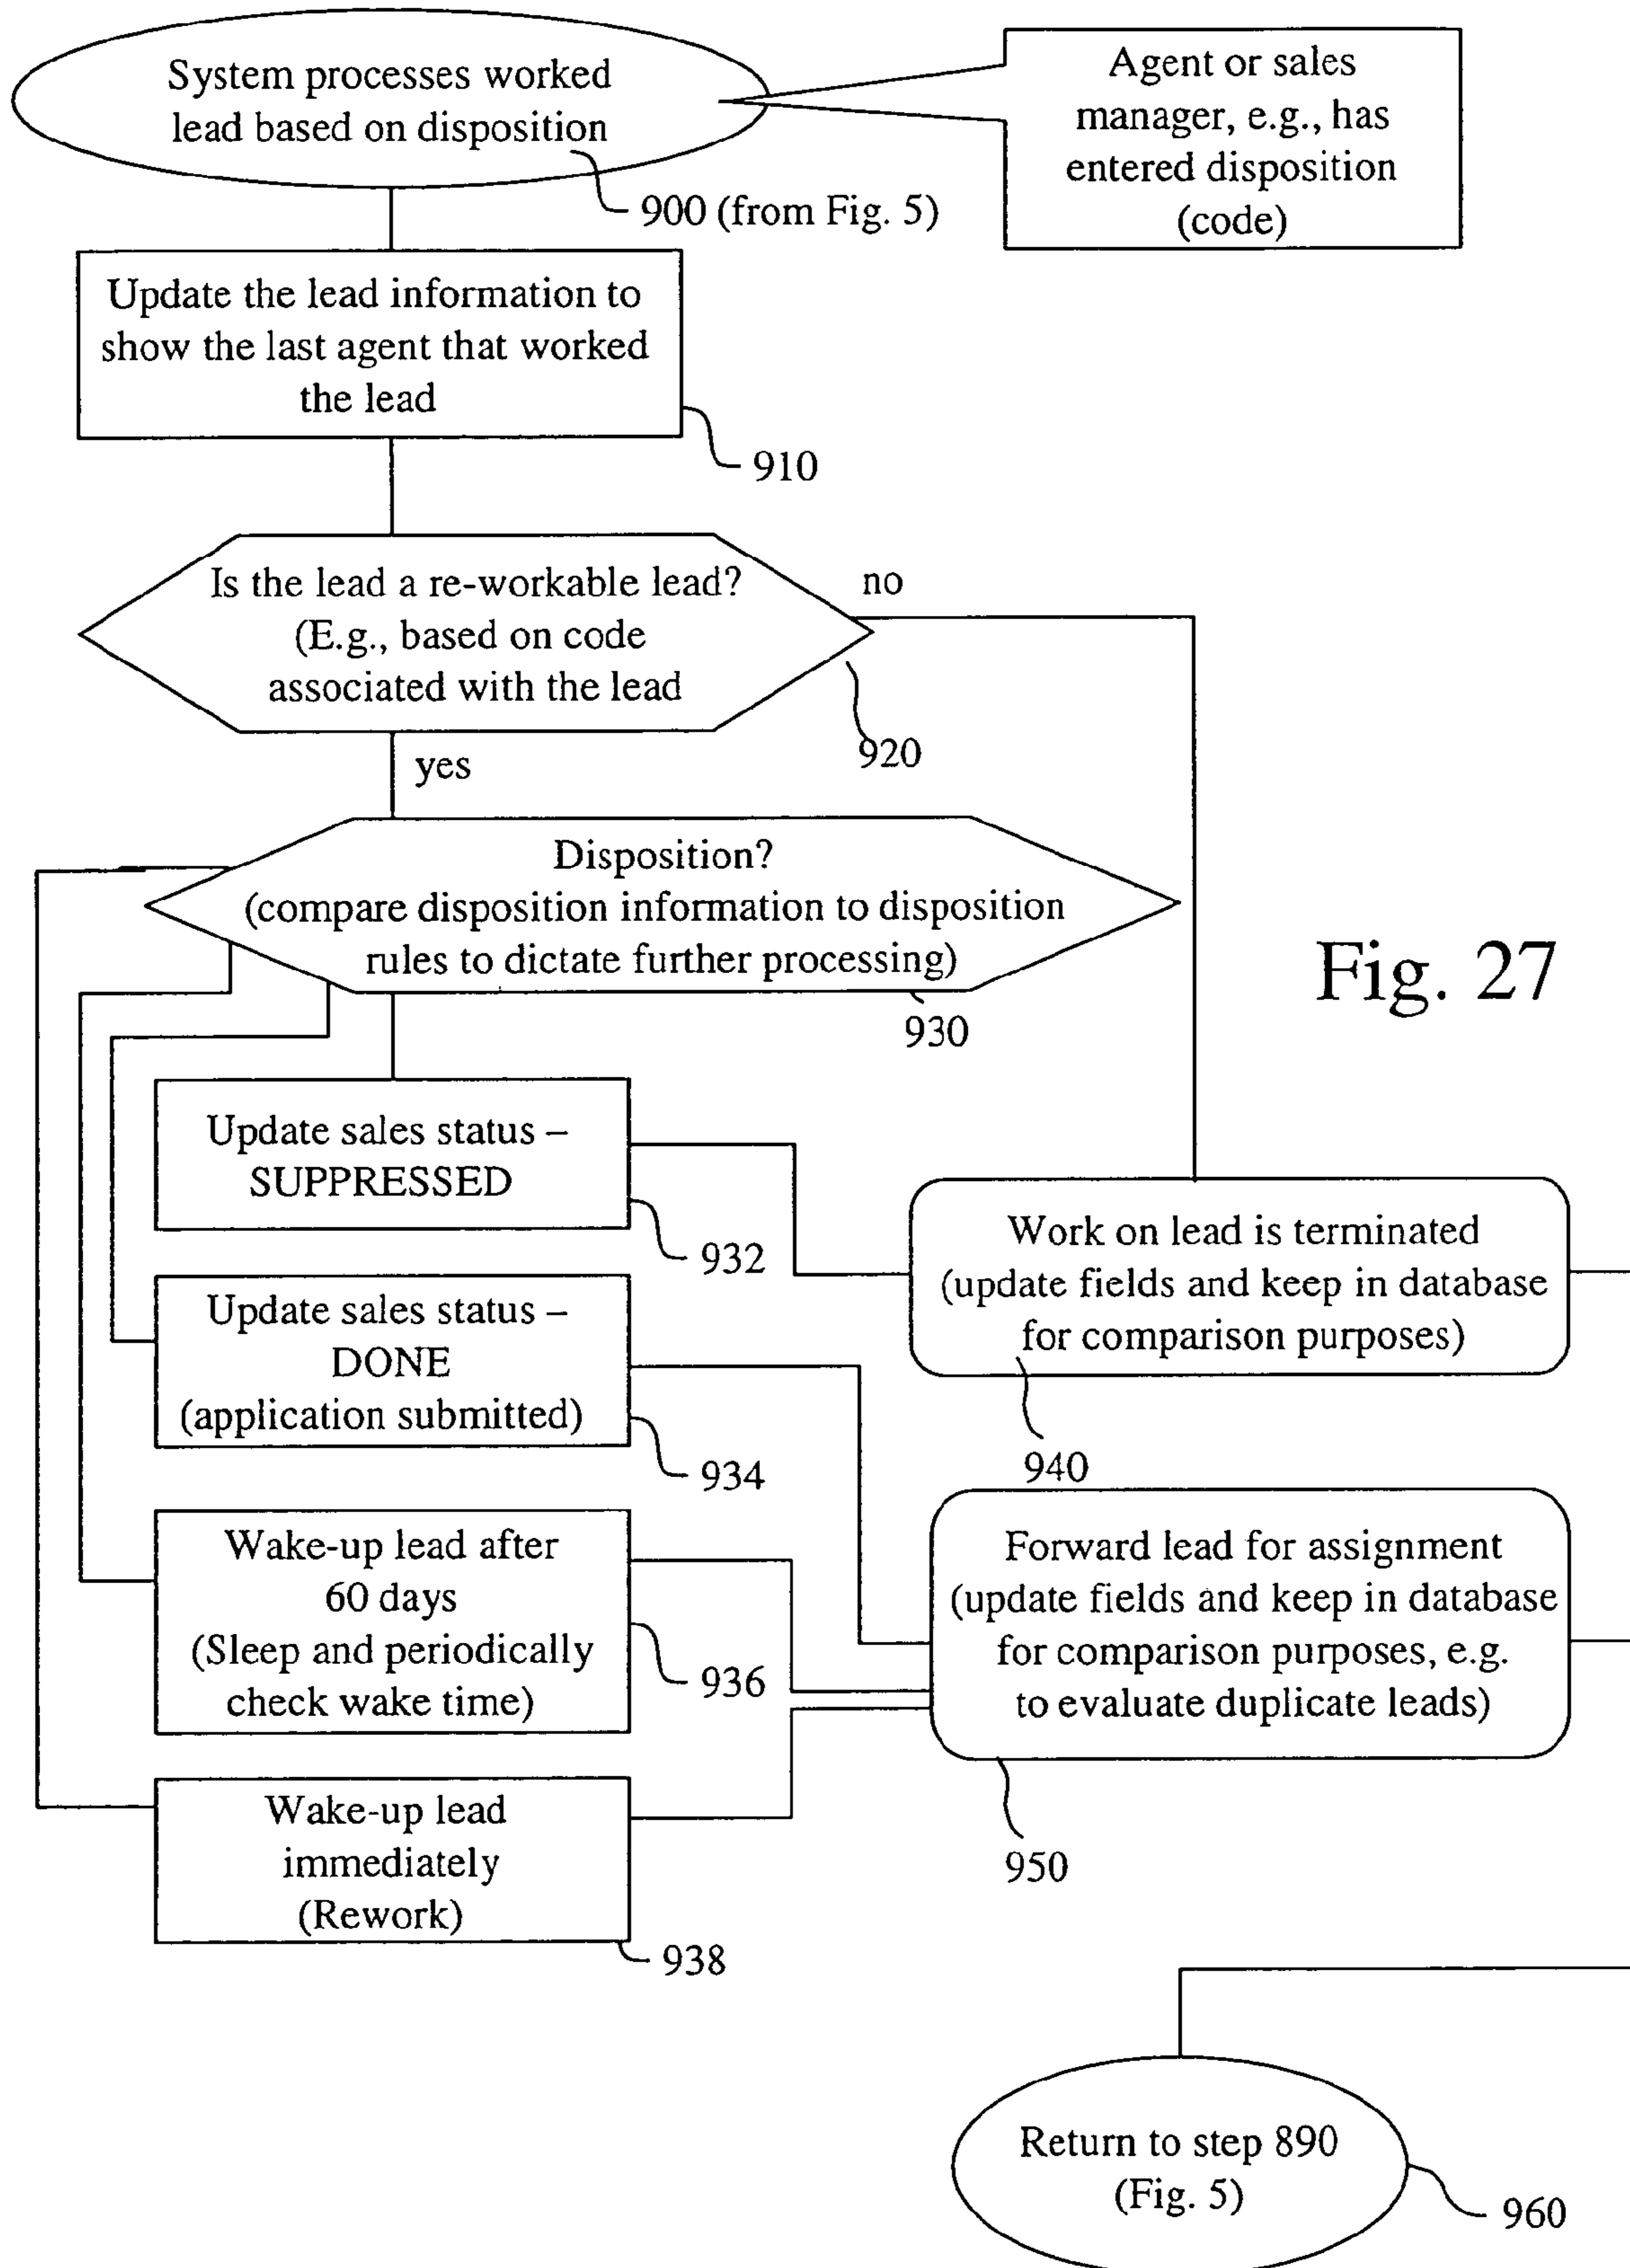 System processes worked
lead based on disposition
900 (from Fig. 5)
Agent or sales
manager, e.g., has
entered disposition
(code)
Update the lead information to
show the last agent that worked
the lead
910
Is the lead a re-workable lead?
(E.g., based on code
associated with the lead
no
920
yes
Disposition?
(compare disposition information to disposition
rules to dictate further processing)
930
Fig. 27
Update sales status –
SUPPRESSED
932
Work on lead is terminated
(update fields and keep in database
for comparison purposes)
940
Update sales status –
DONE
(application submitted)
934
Wake-up lead after
60 days
(Sleep and periodically
check wake time)
936
Forward lead for assignment
(update fields and keep in database
for comparison purposes, e.g.
to evaluate duplicate leads)
950
Wake-up lead
immediately
(Rework)
938
Return to step 890
(Fig. 5)
960